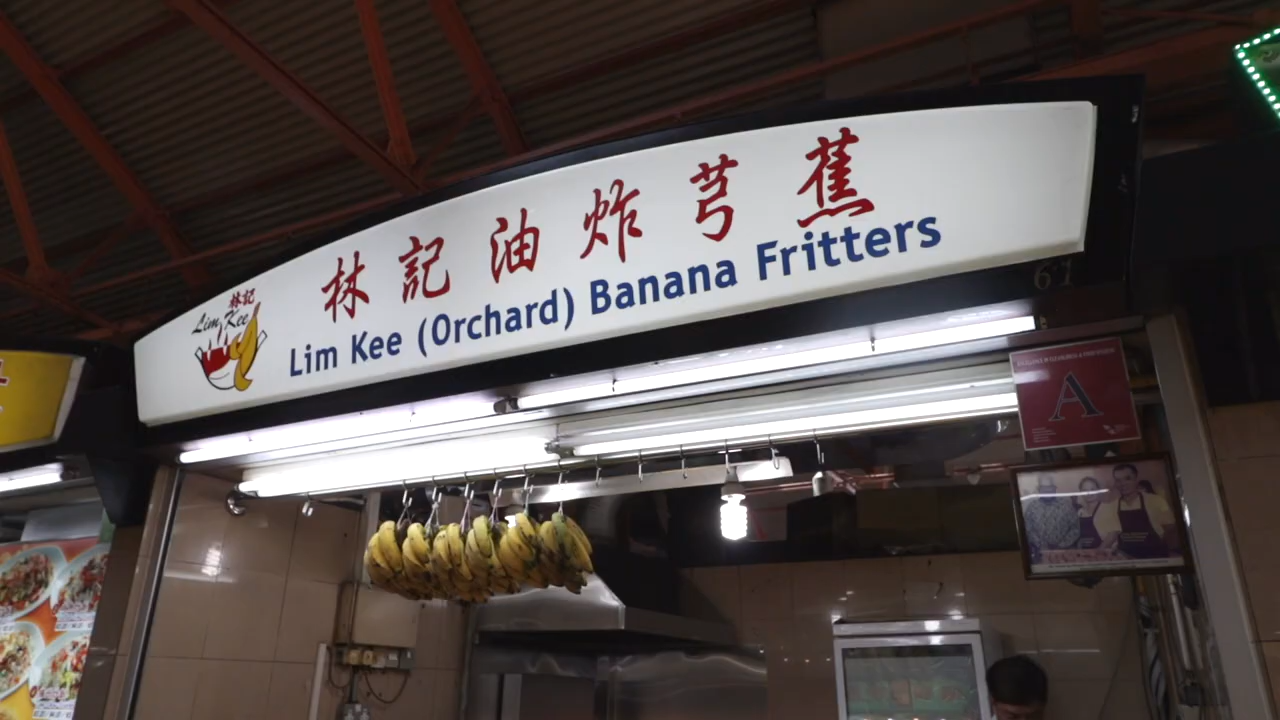 林記油炸芎蕉
Lim Kee (Orchard) Banana Fritters
林記
Lim Kee
61
A